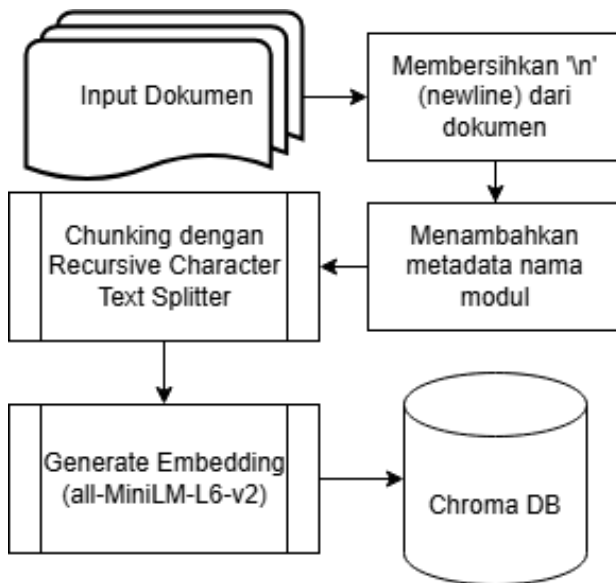 Input Dokumen
Membersihkan '\n'
(newline) dari
dokumen
Menambahkan
metadata nama
modul
Chunking dengan
Recursive Character
Text Splitter
Generate Embedding
(all-MiniLM-L6-v2)
Chroma DB